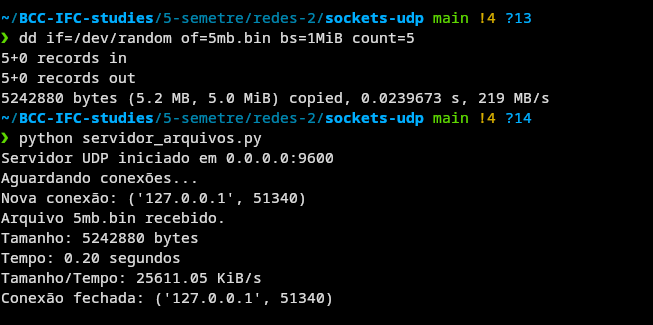 ~/BCC-IFC-studies/5-semetre/redes-2/sockets-udp main !4 ?13
❯ dd if=/dev/random of=5mb.bin bs=1MiB count=5
5+0 records in
5+0 records out
5242880 bytes (5.2 MB, 5.0 MiB) copied, 0.0239673 s, 219 MB/s
~/BCC-IFC-studies/5-semetre/redes-2/sockets-udp main !4 ?14
❯ python servidor_arquivos.py
Servidor UDP iniciado em 0.0.0.0:9600
Aguardando conexões...
Nova conexão: ('127.0.0.1', 51340)
Arquivo 5mb.bin recebido.
Tamanho: 5242880 bytes
Tempo: 0.20 segundos
Tamanho/Tempo: 25611.05 KiB/s
Conexão fechada: ('127.0.0.1', 51340)